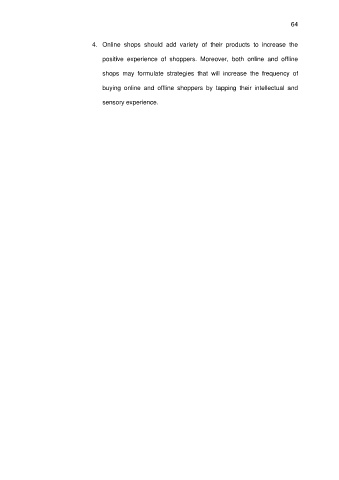 64
4. Online shops should add variety of their products to increase the
positive experience of shoppers. Moreover, both online and offline
shops may formulate strategies that will increase the frequency of
buying online and offline shoppers by tapping their intellectual and
sensory experience.